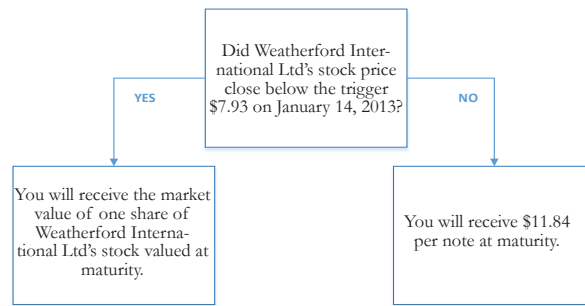 Did Weatherford Inter-
national Ltd's stock price
close below the trigger
$7.93 on January 14, 2013?
YES
NO
You will receive the market
value of one share of
Weatherford Interna-
tional Ltd's stock valued at
maturity.
You will receive $11.84
per note at maturity.